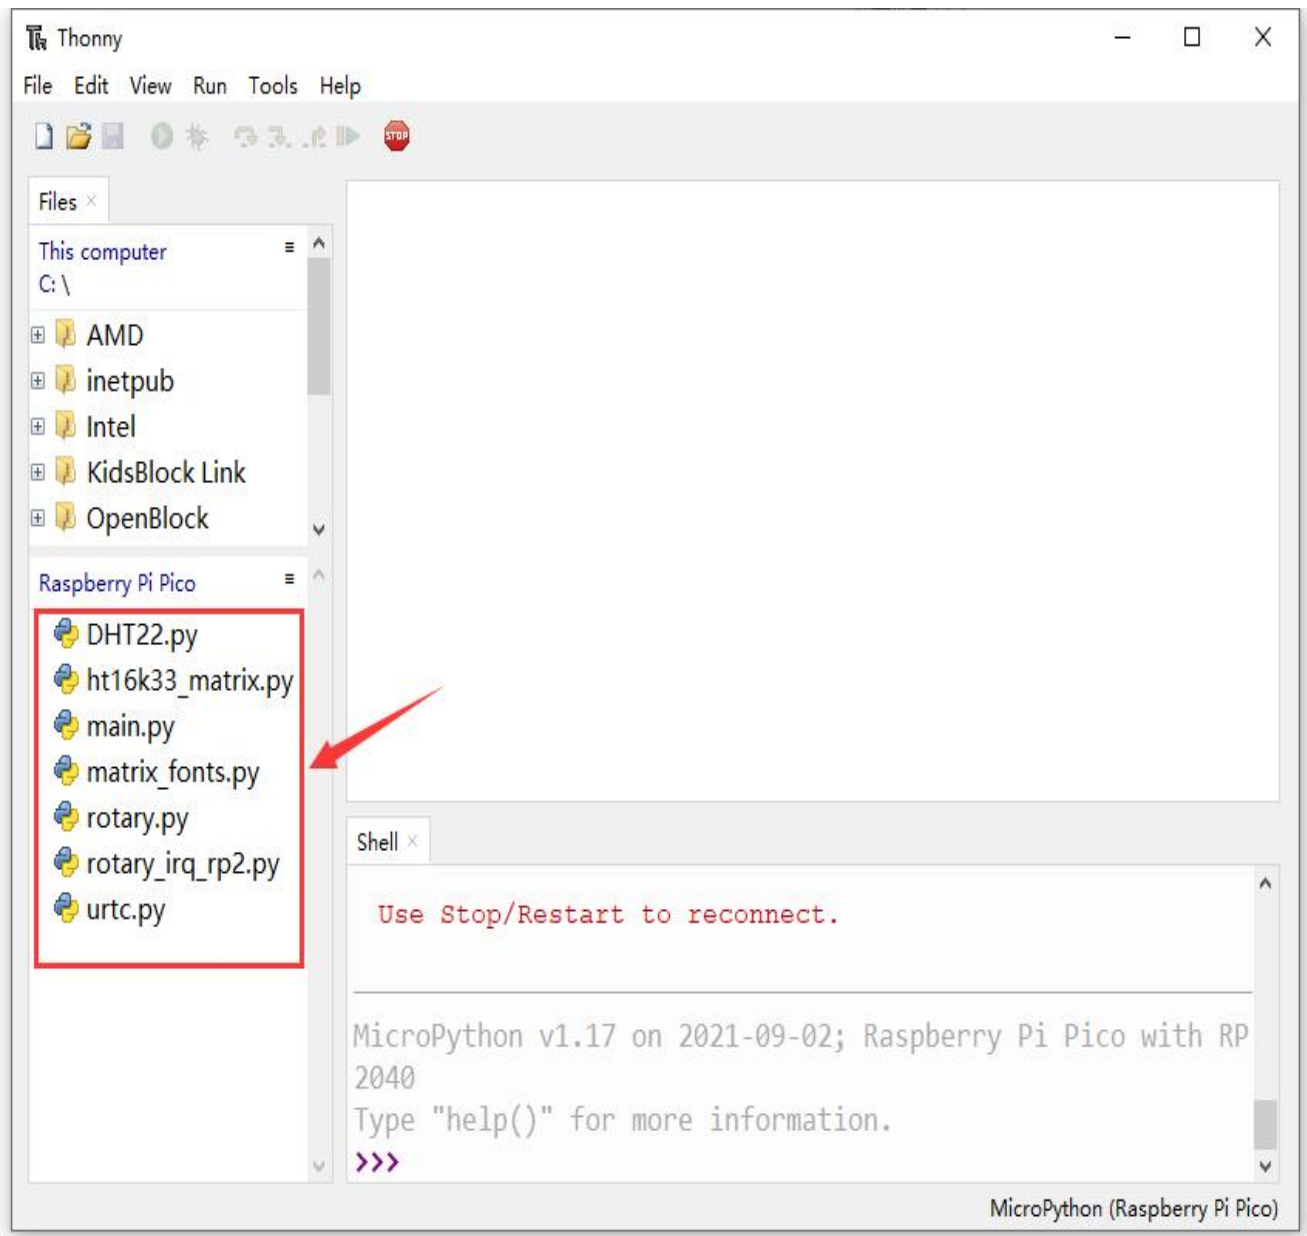 Thonny
File Edit View Run Tools Help
STOP
Files
This computer
C: \
AMD
inetpub
Intel
KidsBlock Link
OpenBlock
Raspberry Pi Pico
DHT22.py
ht16k33_matrix.py
main.py
matrix_fonts.py
rotary.py
rotary_irq_rp2.py
urtc.py
Shell
Use Stop/Restart to reconnect.
MicroPython v1.17 on 2021-09-02; Raspberry Pi Pico with RP
2040
Type "help()" for more information.
>>>
MicroPython (Raspberry Pi Pico)